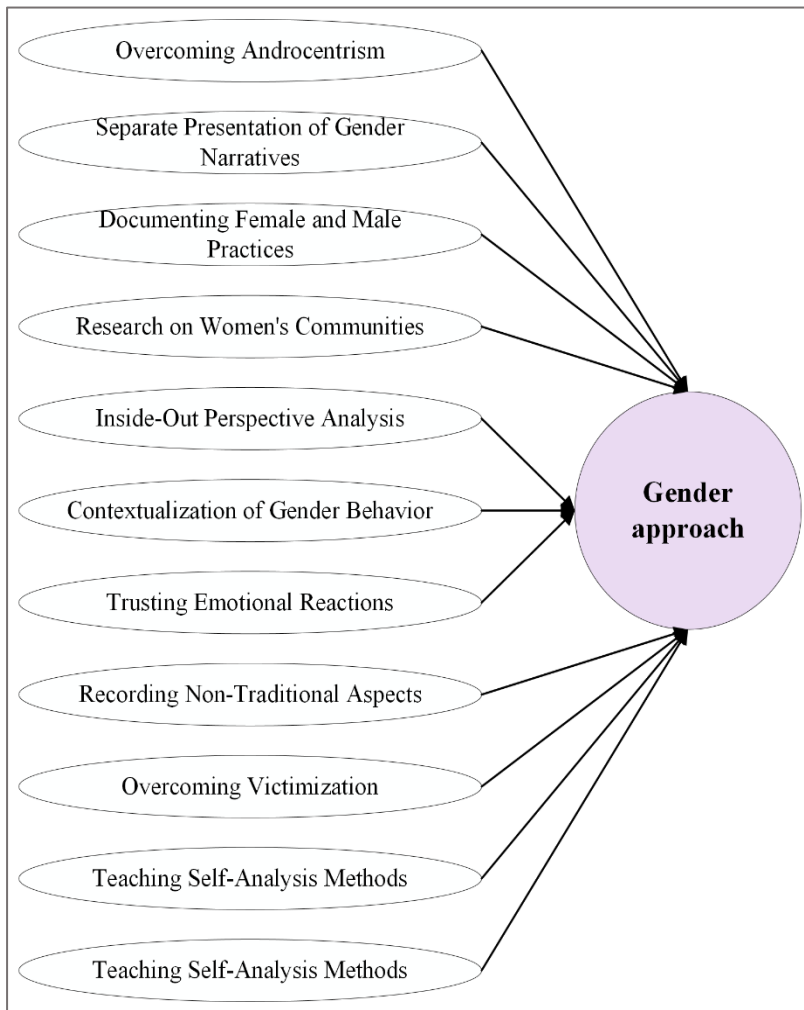 Overcoming Androcentrism
Separate Presentation of Gender
Narratives
Documenting Female and Male
Practices
Research on Women's Communities
Inside-Out Perspective Analysis
Contextualization of Gender Behavior
Trusting Emotional Reactions
Recording Non-Traditional Aspects
Overcoming Victimization
Teaching Self-Analysis Methods
Teaching Self-Analysis Methods
Gender
approach